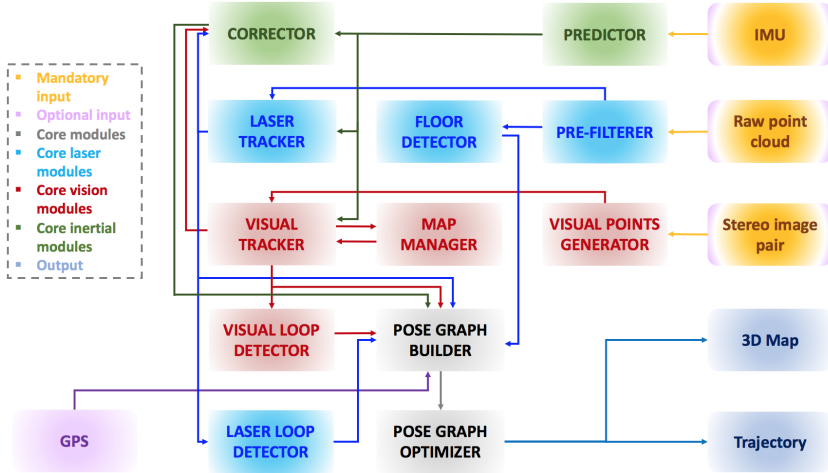 CORRECTOR
PREDICTOR
IMU
Mandatory
input
Optional input
Core modules
Core laser
modules
Core vision
modules
Core inertial
modules
Output
LASER
TRACKER
FLOOR
DETECTOR
PRE-FILTERER
Raw point
cloud
VISUAL
TRACKER
MAP
MANAGER
VISUAL POINTS
GENERATOR
Stereo image
pair
VISUAL LOOP
DETECTOR
POSE GRAPH
BUILDER
3D Map
GPS
LASER LOOP
DETECTOR
POSE GRAPH
OPTIMIZER
Trajectory